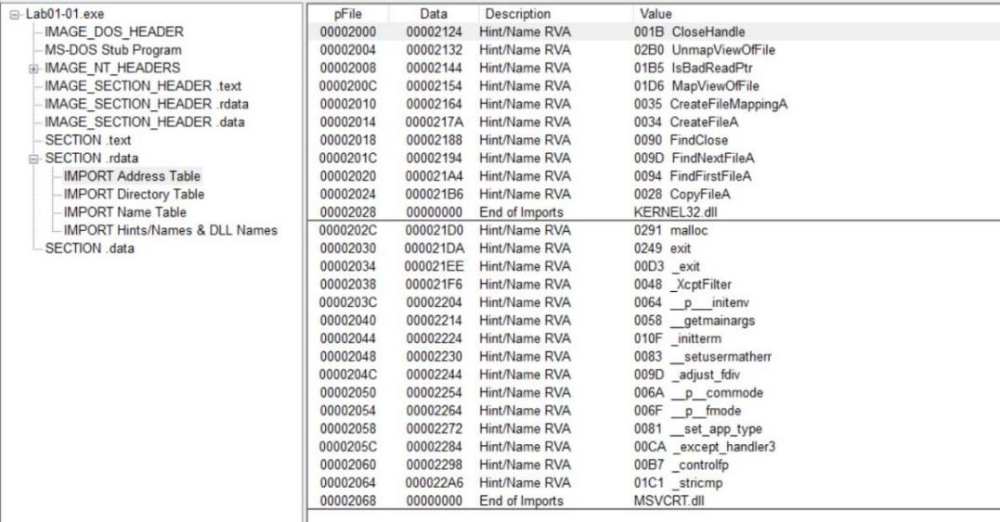 Lab01-01.exe
IMAGE_DOS_HEADER
MS-DOS Stub Program
IMAGE_NT_HEADERS
IMAGE_SECTION_HEADER .text
IMAGE_SECTION_HEADER .rdata
IMAGE_SECTION_HEADER .data
SECTION .text
SECTION .rdata
IMPORT Address Table
IMPORT Directory Table
IMPORT Name Table
IMPORT Hints/Names & DLL Names
SECTION .data
pFile Data Description Value
00002000 00002124 Hint/Name RVA 001B CloseHandle
00002004 00002132 Hint/Name RVA 02B0 UnmapViewOfFile
00002008 00002144 Hint/Name RVA 01B5 IsBadReadPtr
0000200C 00002154 Hint/Name RVA 01D6 MapViewOfFile
00002010 00002164 Hint/Name RVA 0035 CreateFileMappingA
00002014 0000217A Hint/Name RVA 0034 CreateFileA
00002018 00002188 Hint/Name RVA 0090 FindClose
0000201C 00002194 Hint/Name RVA 009D FindNextFileA
00002020 000021A4 Hint/Name RVA 0094 FindFirstFileA
00002024 000021B6 Hint/Name RVA 0028 CopyFileA
00002028 00000000 End of Imports KERNEL32.dll
0000202C 000021D0 Hint/Name RVA 0291 malloc
00002030 000021DA Hint/Name RVA 0249 exit
00002034 000021EE Hint/Name RVA 00D3 _exit
00002038 000021F6 Hint/Name RVA 0048 _XcptFilter
0000203C 00002204 Hint/Name RVA 0064 __p___initenv
00002040 00002214 Hint/Name RVA 0058 __getmainargs
00002044 00002224 Hint/Name RVA 010F _initterm
00002048 00002230 Hint/Name RVA 0083 __setusermatherr
0000204C 00002244 Hint/Name RVA 009D _adjust_fdiv
00002050 00002254 Hint/Name RVA 006A __p__commode
00002054 00002264 Hint/Name RVA 006F __p__fmode
00002058 00002272 Hint/Name RVA 0081 __set_app_type
0000205C 00002284 Hint/Name RVA 00CA _except_handler3
00002060 00002298 Hint/Name RVA 00B7 _controlfp
00002064 000022A6 Hint/Name RVA 01C1 _stricmp
00002068 00000000 End of Imports MSVCRT.dll